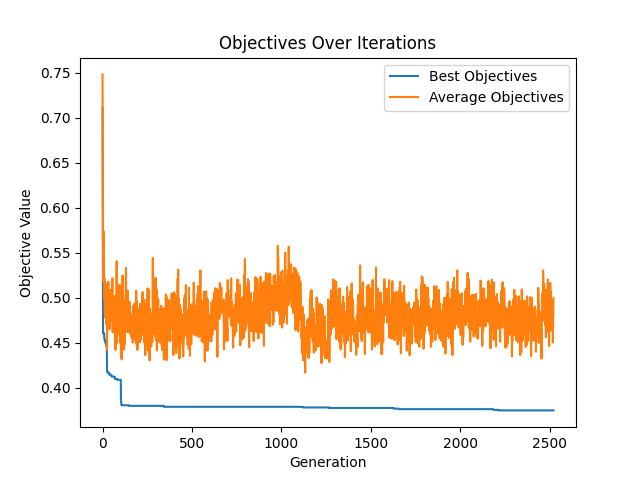 Objectives Over Iterations
Best Objectives
Average Objectives
0.75
0.70
0.65
0.60
0.55
0.50
0.45
0.40
Objective Value
0
500
1000
1500
2000
2500
Generation